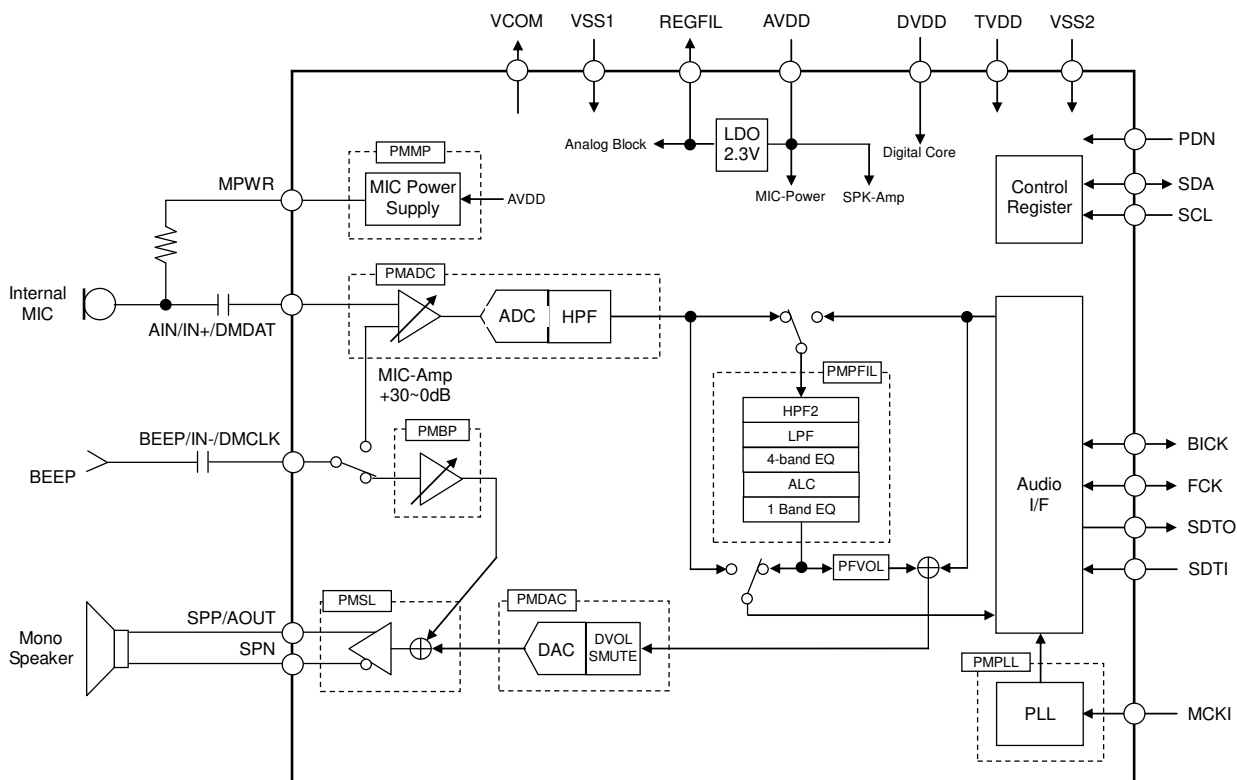 VCOM VSS1 REGFIL AVDD DVDD TVDD VSS2
Analog Block
LDO
2.3V
Digital Core
MIC-Power SPK-Amp
PDN
SDA
SCL
Control
Register
PMMP
MPWR
MIC Power
Supply
AVDD
Internal
MIC
AIN/IN+/DMDAT
PMADC
ADC HPF
MIC-Amp
+30~0dB
PMPFIL
HPF2
LPF
4-band EQ
ALC
1 Band EQ
BEEP/IN-/DMCLK
BEEP
PMBP
Audio
I/F
BICK
FCK
SDTO
SDTI
PFVOL
SPP/AOUT
SPN
Mono
Speaker
PMSL
PMDAC
DAC
DVOL
SMUTE
PMPLL
PLL
MCKI